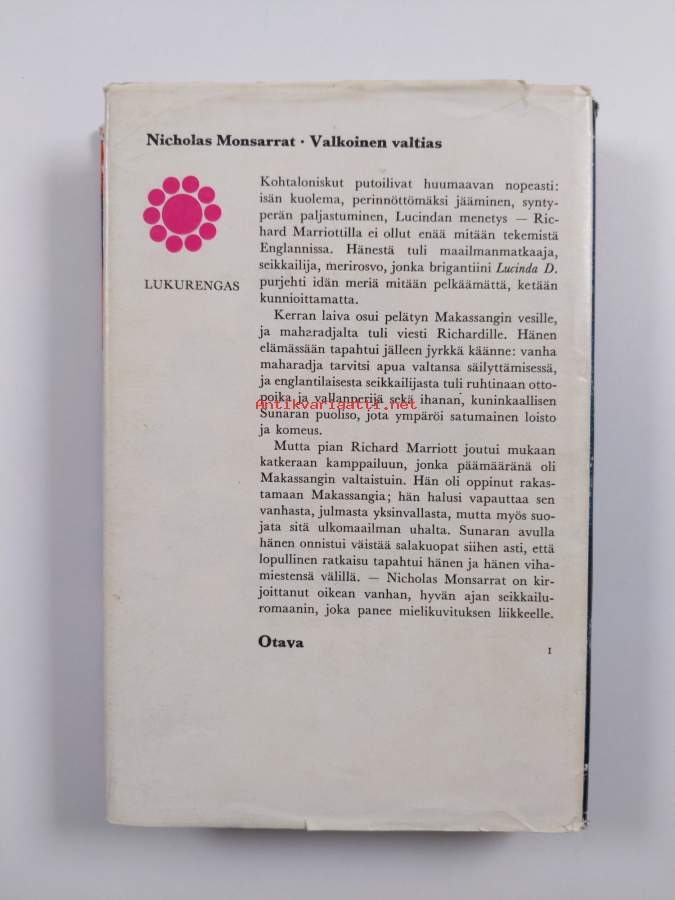 Nicholas Monsarrat · Valkoinen valtias
LUKURENGAS
Kohtaloniskut putoilivat huumaavan nopeasti:
isän kuolema, perinnöttömäksi jääminen, synty-
perän paljastuminen, Lucindan menetys — Ric-
hard Marriottilla ei ollut enää mitään tekemistä
Englannissa. Hänestä tuli maailmanmatkaaja,
seikkailija, merirosvo, jonka brigantiini Lucinda D.
purjehti idän meriä mitään pelkäämättä, ketään
kunnioittamatta.
Kerran laiva osui pelätyn Makassangin vesille,
ja maharadjalta tuli viesti Richardille. Hänen
elämässään tapahtui jälleen jyrkkä käänne: vanha
maharadja tarvitsi apua valtansa säilyttämisessä,
ja englantilaisesta seikkailijasta tuli ruhtinaan otto-
poika ja vallanperijä sekä ihanan, kuninkaallisen
Antikvariaatti.net
Sunaran puoliso, jota ympäröi satumainen loisto
ja komeus.
Mutta pian Richard Marriott joutui mukaan
katkeraan kamppailuun, jonka päämääränä oli
Makassangin valtaistuin. Hän oli oppinut rakas-
tamaan Makassangia; hän halusi vapauttaa sen
vanhasta, julmasta yksinvallasta, mutta myös suo-
jata sitä ulkomaailman uhalta. Sunaran avulla
hänen onnistui väistää salakuopat siihen asti, että
lopullinen ratkaisu tapahtui hänen ja hänen viha-
miestensä välillä. — Nicholas Monsarrat on kir-
joittanut oikean vanhan, hyvän ajan seikkailu-
romaanin, joka panee mielikuvituksen liikkeelle.
Otava
1